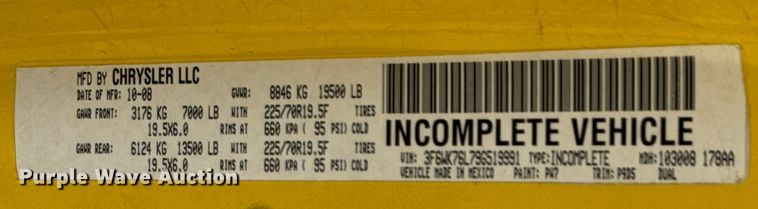 MFD BY CHRYSLER LLC
DATE OF MFR: 10-08 GVWR: 8846 KG 19500 LB
GAWR FRONT: 3176 KG 7000 LB WITH 225/70R19.5F TIRES
19.5X6.0 RIMS AT 660 KPA ( 95 PSI) COLD
GAWR REAR: 6124 KG 13500 LB WITH 225/70R19.5F TIRES
19.5X6.0 RIMS AT 660 KPA ( 95 PSI) COLD
INCOMPLETE VEHICLE
VIN: 3F6WK76L79G519991 TYPE:INCOMPLETE MDH:103008 178AA
VEHICLE MADE IN MEXICO PAINT: PW7 TRIM: P9DS DUAL
Purple Wave Auction